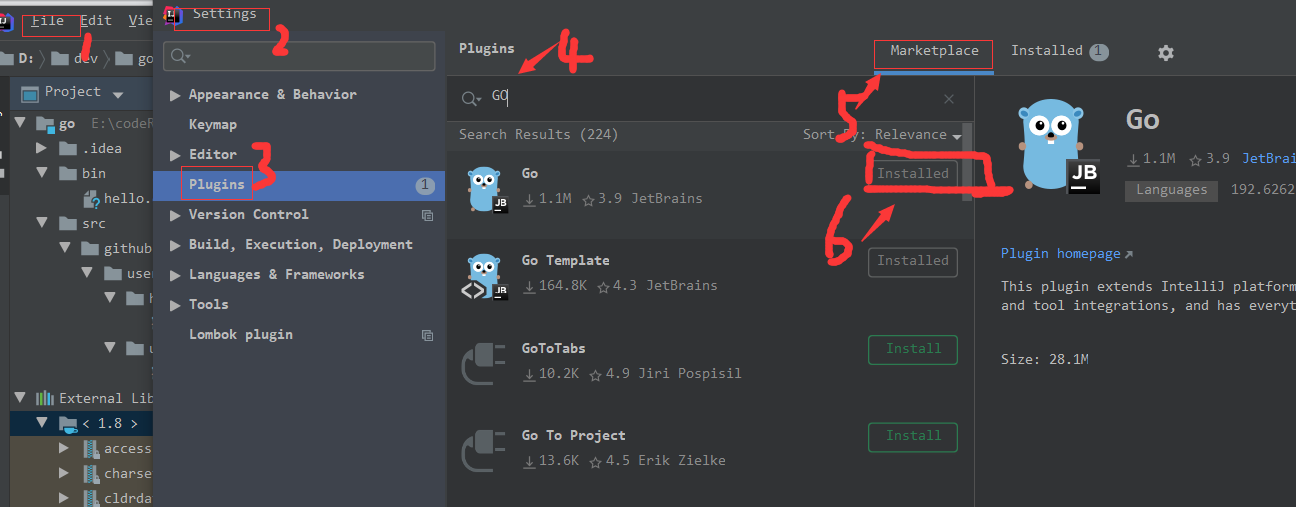 File Edit Vie
1
D: dev go
Project
go E:\codeR
.idea
bin
hello.
src
github
use
External Lib
< 1.8 >
access
charse
cldrda
Settings
2
Appearance & Behavior
Keymap
Editor
3
Plugins 1
Version Control
Build, Execution, Deployment
Languages & Frameworks
Tools
Lombok plugin
Plugins
4
Marketplace
Installed 1
5
GO
Search Results (224)
Sort By: Relevance
Go
Installed
1.1M 3.9 JetBrains
6
Go Template
Installed
164.8K 4.3 JetBrains
GoToTabs
Install
10.2K 4.9 Jiri Pospisil
Go To Project
Install
13.6K 4.5 Erik Zielke
JB
Go
1.1M 3.9 JetBrai
Languages 192.6262
Plugin homepage
This plugin extends IntelliJ platform
and tool integrations, and has everyt
Size: 28.1M